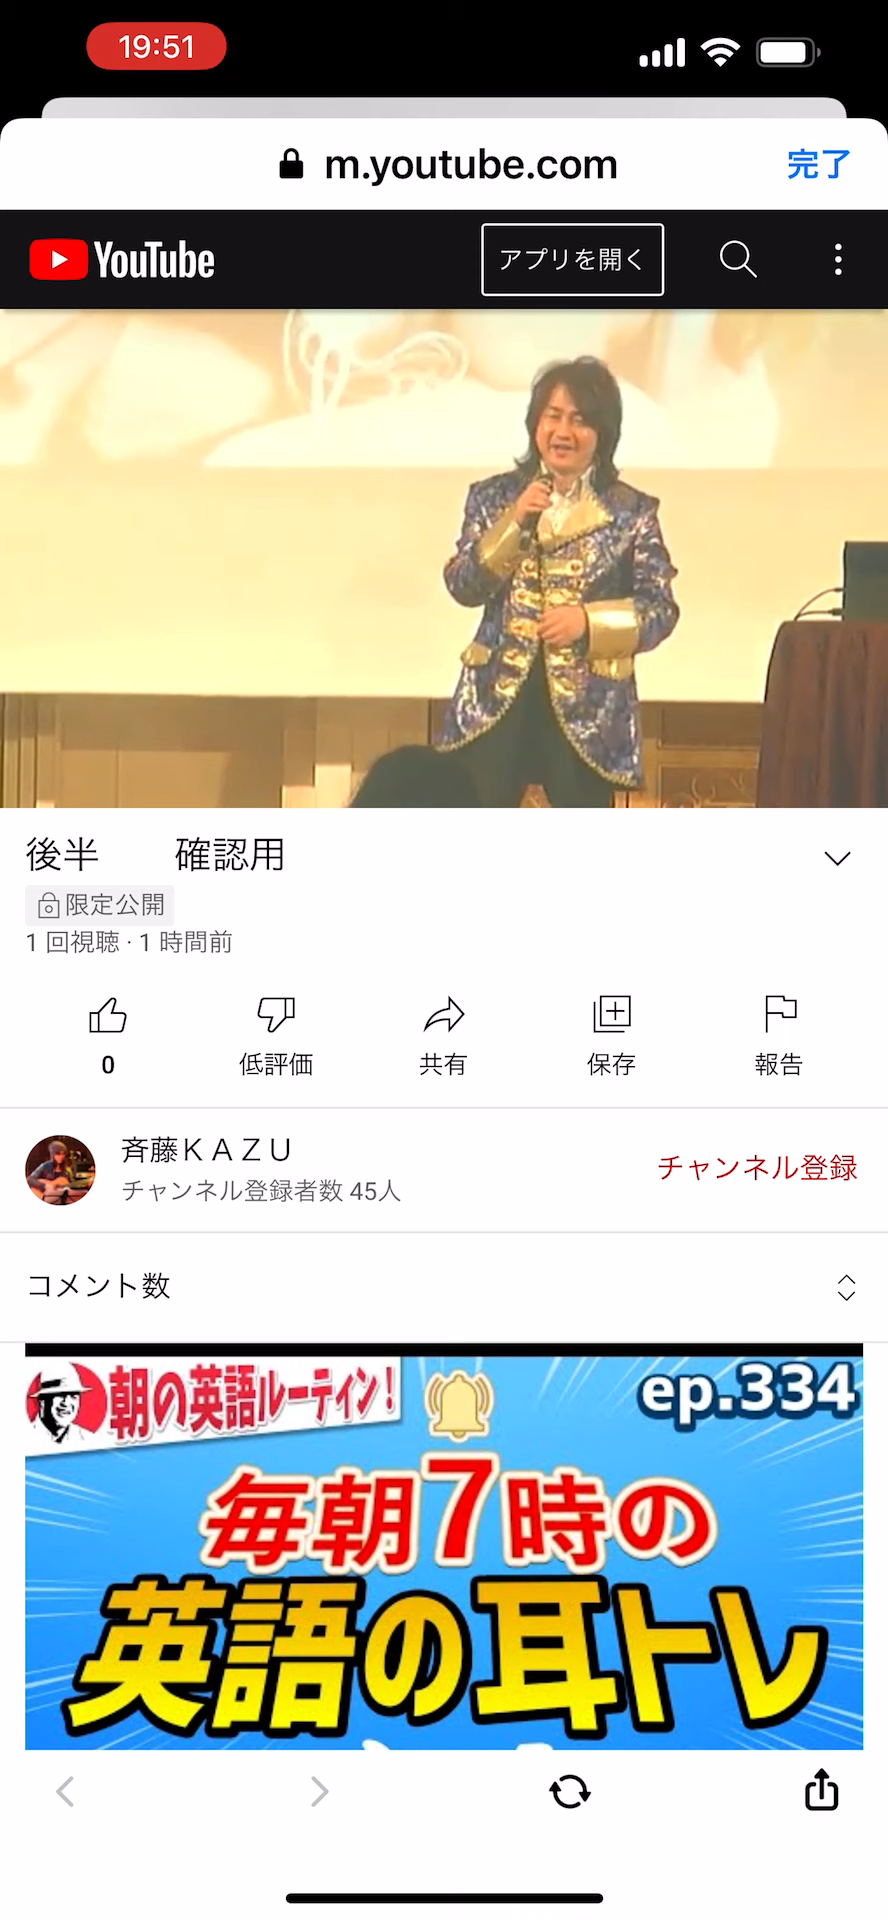 19:51
m.youtube.com
完了
YouTube
アプリを開く
後半 確認用
限定公開
1 回視聴 · 1 時間前
0
低評価
共有
保存
報告
斉藤ＫＡＺＵ
チャンネル登録者数 45人
チャンネル登録
コメント数
朝の英語ルーティン！
ep.334
毎朝7時の
英語の耳トレ